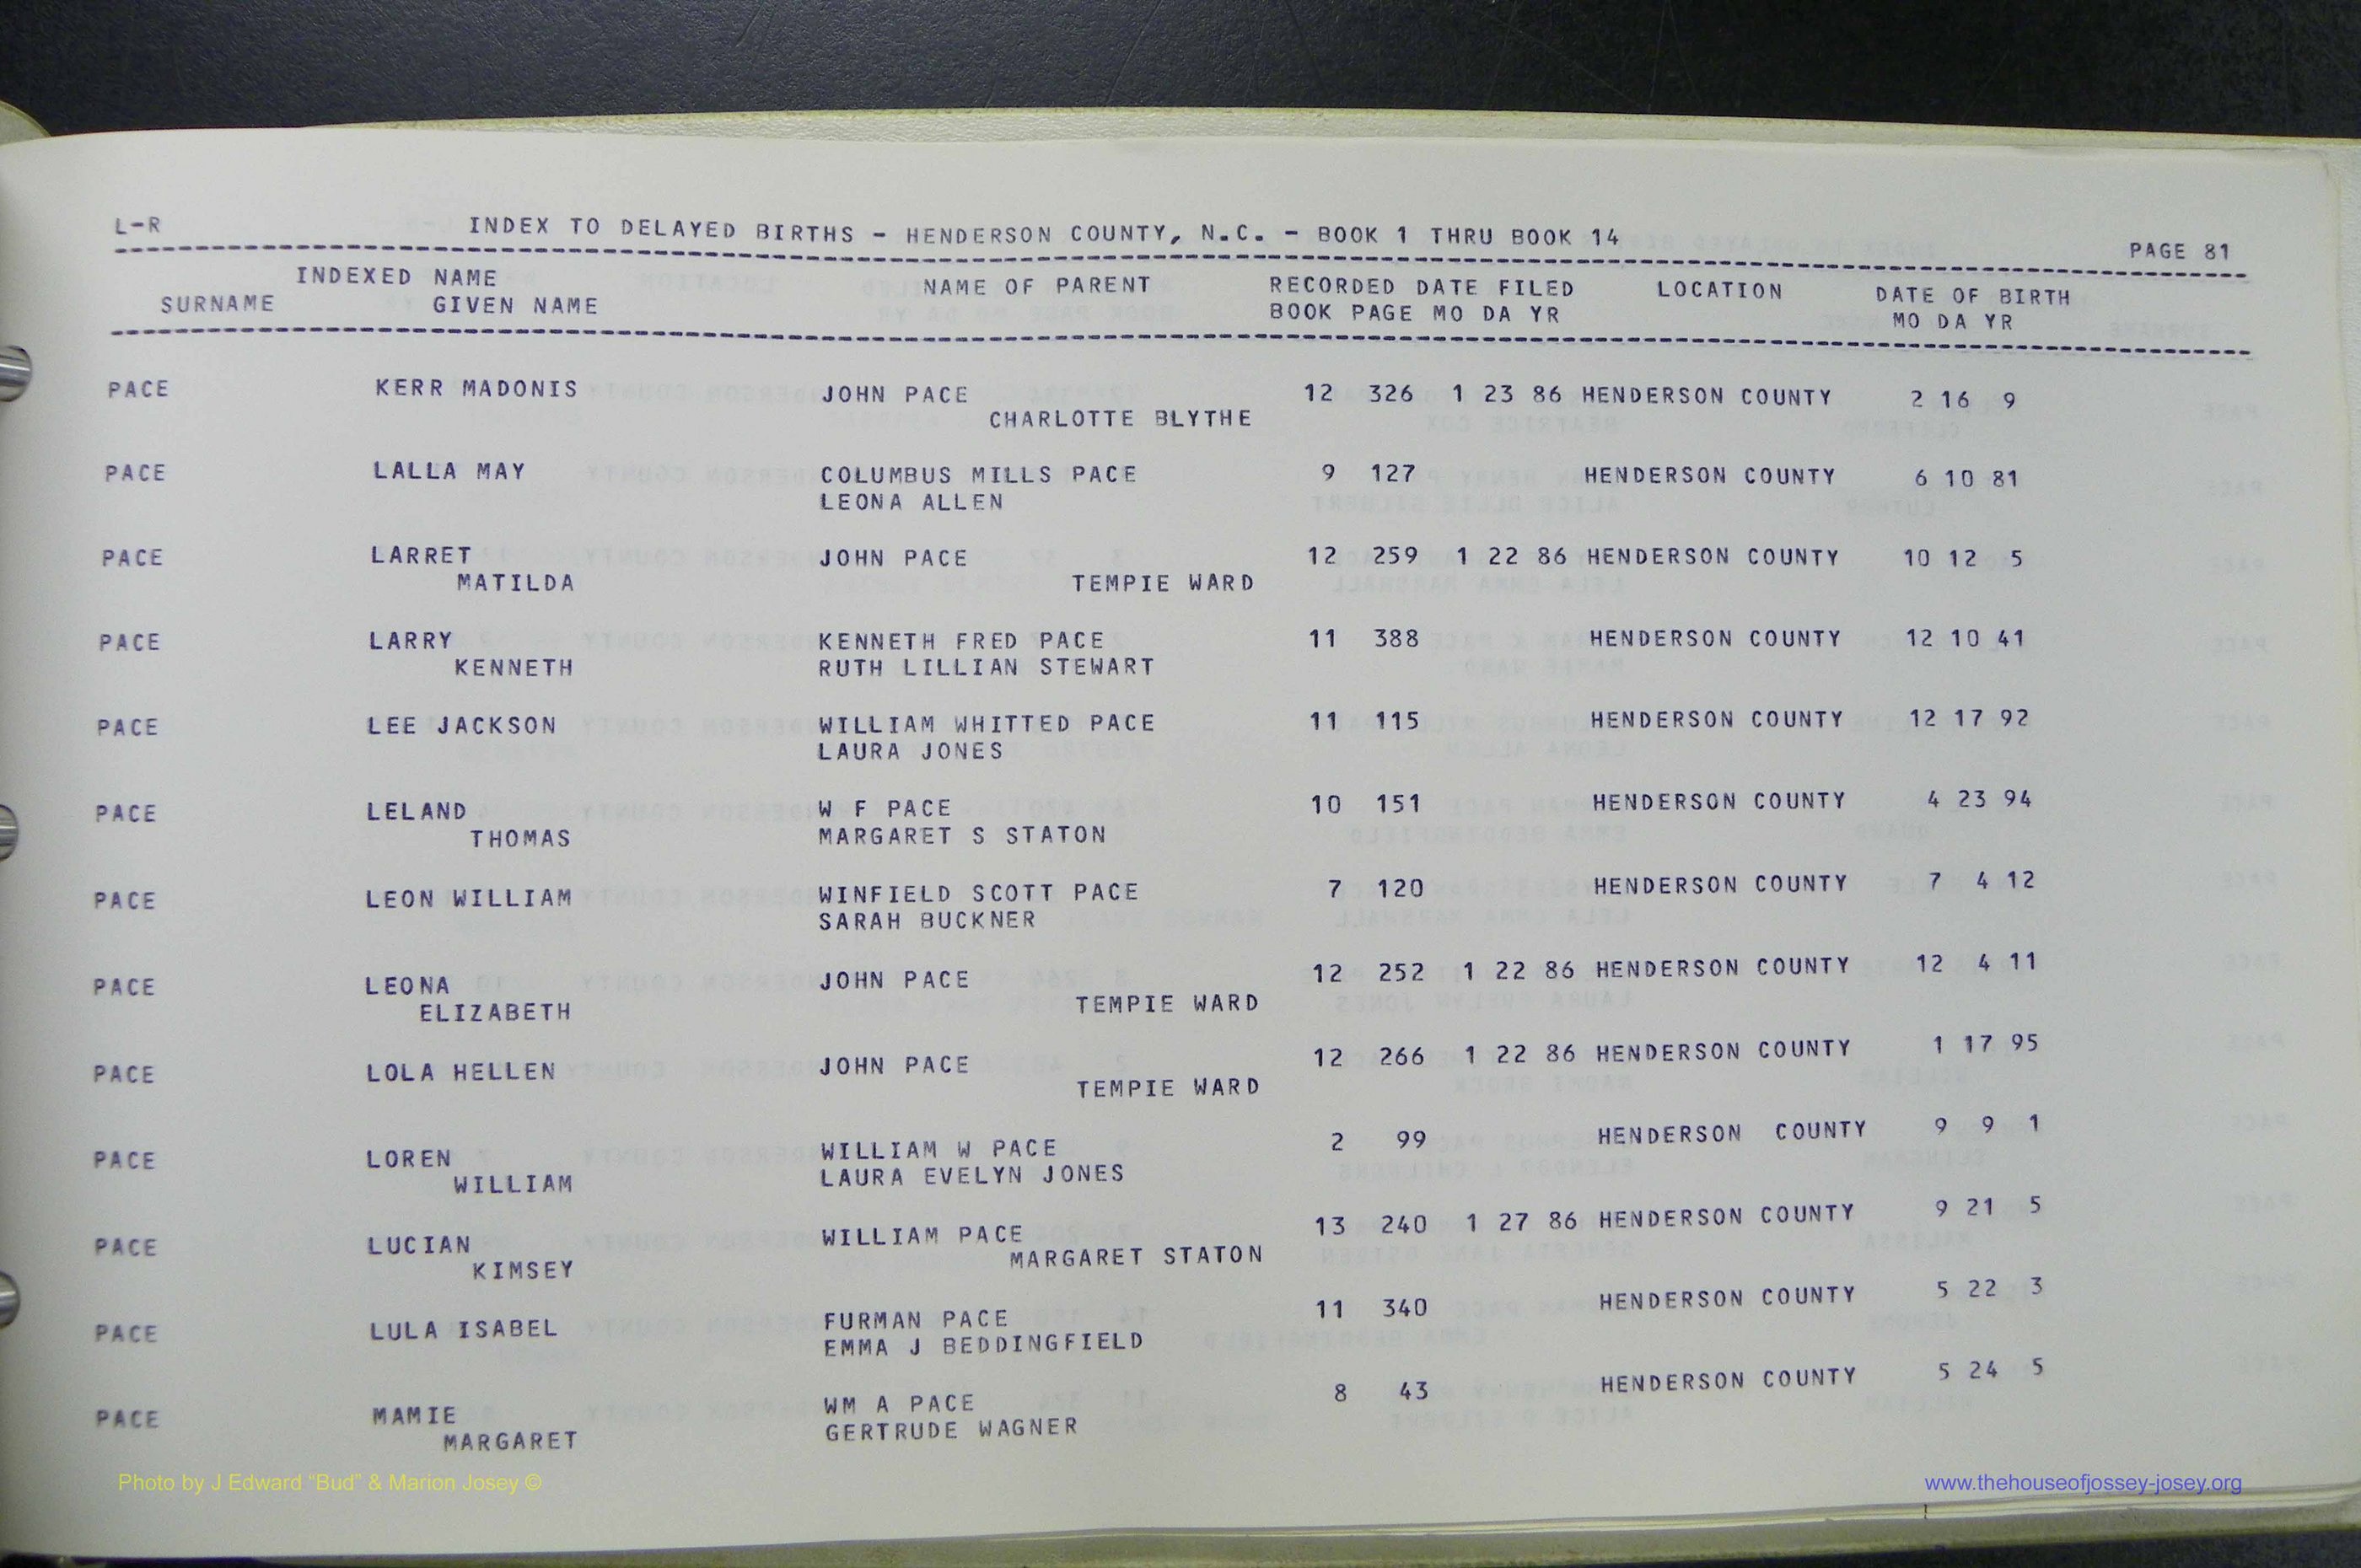 L-R INDEX TO DELAYED BIRTHS - HENDERSON COUNTY, N.C. - BOOK 1 THRU BOOK 14 PAGE 81
INDEXED NAME NAME OF PARENT RECORDED DATE FILED LOCATION DATE OF BIRTH
SURNAME GIVEN NAME BOOK PAGE MO DA YR MO DA YR
PACE KERR MADONIS JOHN PACE 12 326 1 23 86 HENDERSON COUNTY 2 16 9
CHARLOTTE BLYTHE
PACE LALLA MAY COLUMBUS MILLS PACE 9 127 HENDERSON COUNTY 6 10 81
LEONA ALLEN
PACE LARRET JOHN PACE 12 259 1 22 86 HENDERSON COUNTY 10 12 5
MATILDA TEMPIE WARD
PACE LARRY KENNETH FRED PACE 11 388 HENDERSON COUNTY 12 10 41
KENNETH RUTH LILLIAN STEWART
PACE LEE JACKSON WILLIAM WHITTED PACE 11 115 HENDERSON COUNTY 12 17 92
LAURA JONES
PACE LELAND W F PACE 10 151 HENDERSON COUNTY 4 23 94
THOMAS MARGARET S STATON
PACE LEON WILLIAM WINFIELD SCOTT PACE 7 120 HENDERSON COUNTY 7 4 12
SARAH BUCKNER
PACE LEONA JOHN PACE 12 252 1 22 86 HENDERSON COUNTY 12 4 11
ELIZABETH TEMPIE WARD
PACE LOLA HELLEN JOHN PACE 12 266 1 22 86 HENDERSON COUNTY 1 17 95
TEMPIE WARD
PACE LOREN WILLIAM W PACE 2 99 HENDERSON COUNTY 9 9 1
WILLIAM LAURA EVELYN JONES
PACE LUCIAN WILLIAM PACE 13 240 1 27 86 HENDERSON COUNTY 9 21 5
KIMSEY MARGARET STATON
PACE LULA ISABEL FURMAN PACE 11 340 HENDERSON COUNTY 5 22 3
EMMA J BEDDINGFIELD
PACE MAMIE WM A PACE 8 43 HENDERSON COUNTY 5 24 5
MARGARET GERTRUDE WAGNER
Photo by J Edward “Bud” & Marion Josey © www.thehouseofjossey-josey.org